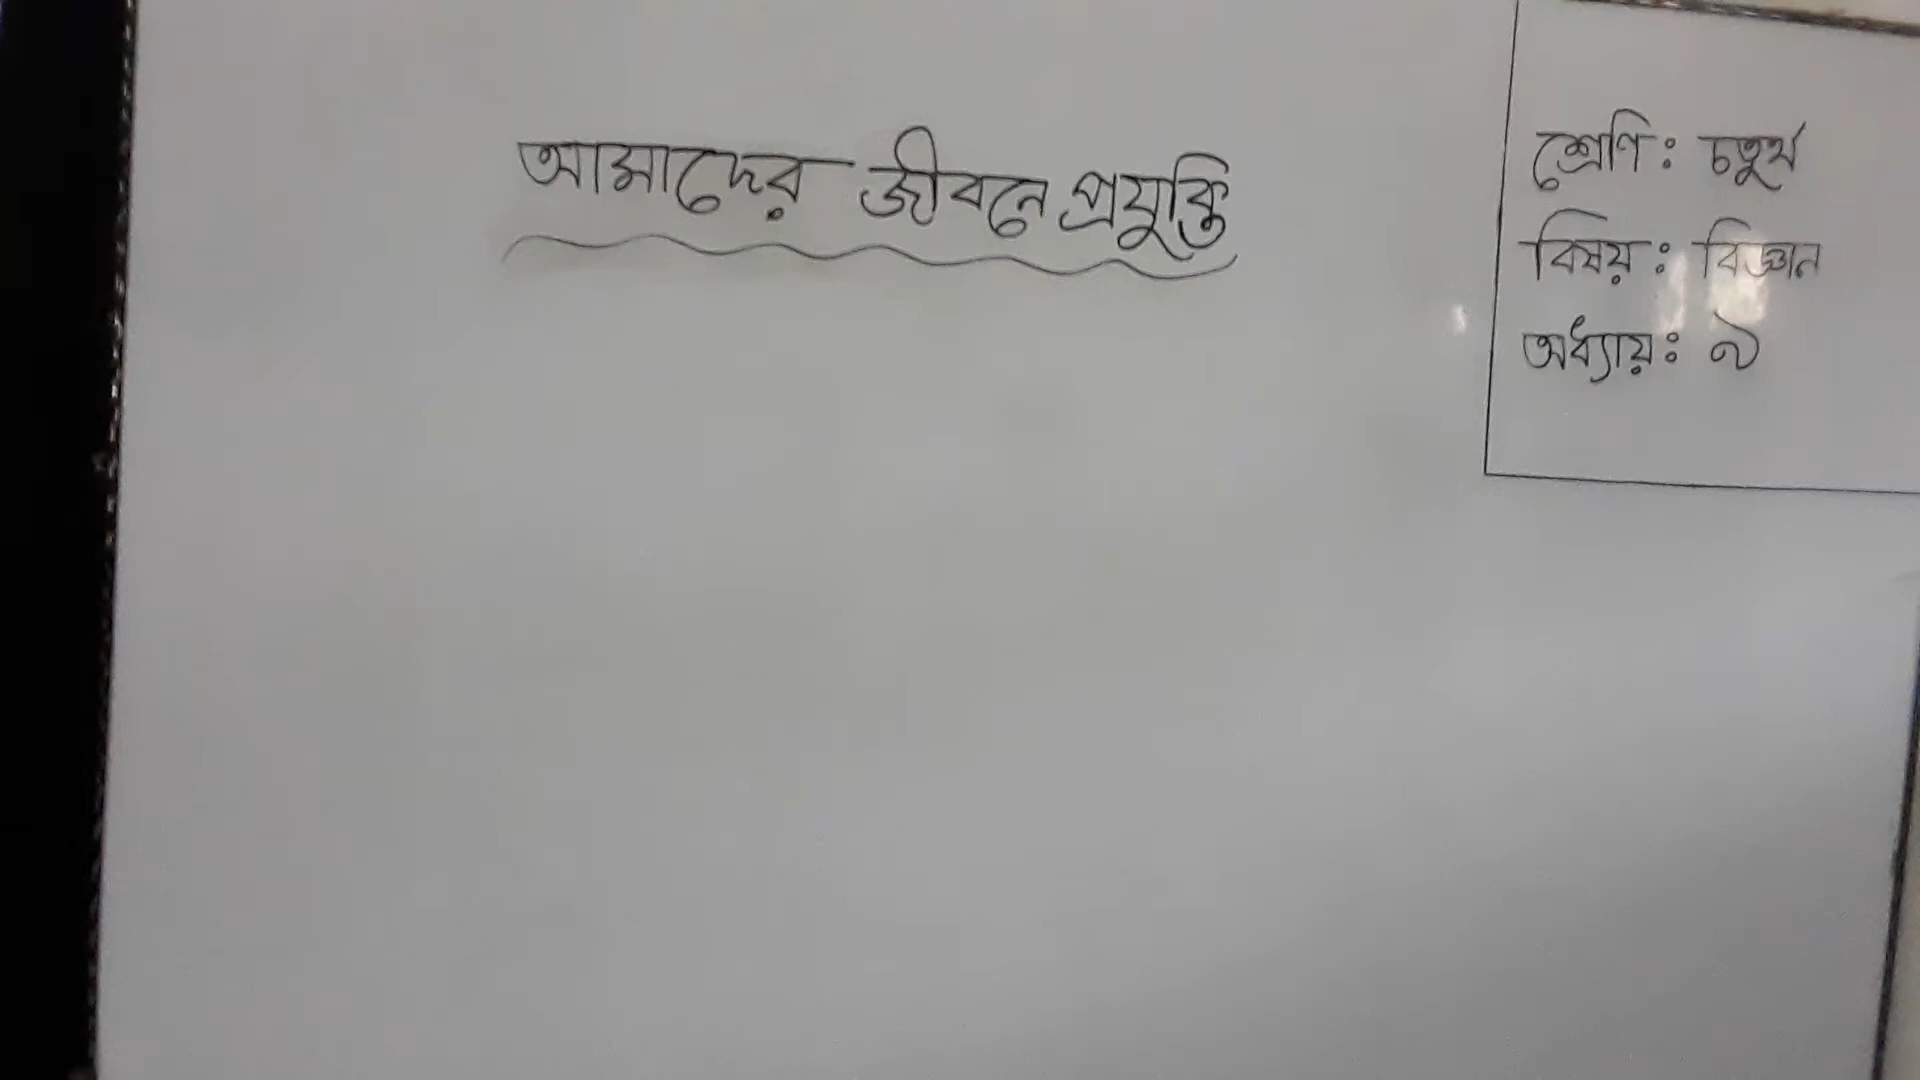 আমাদের জীবনে প্রযুক্তি
শ্রেণি: চতুর্থ
বিষয়: বিজ্ঞান
অধ্যায়: ৯